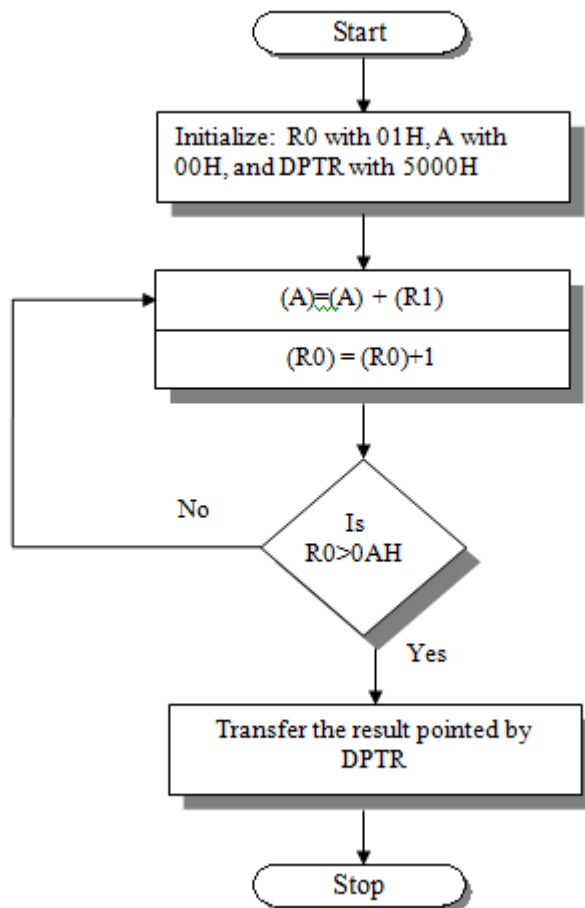 Start
Initialize: R0 with 01H, A with
00H, and DPTR with 5000H
(A)=(A) + (R1)
(R0) = (R0)+1
No
Is
R0>0AH
Yes
Transfer the result pointed by
DPTR
Stop